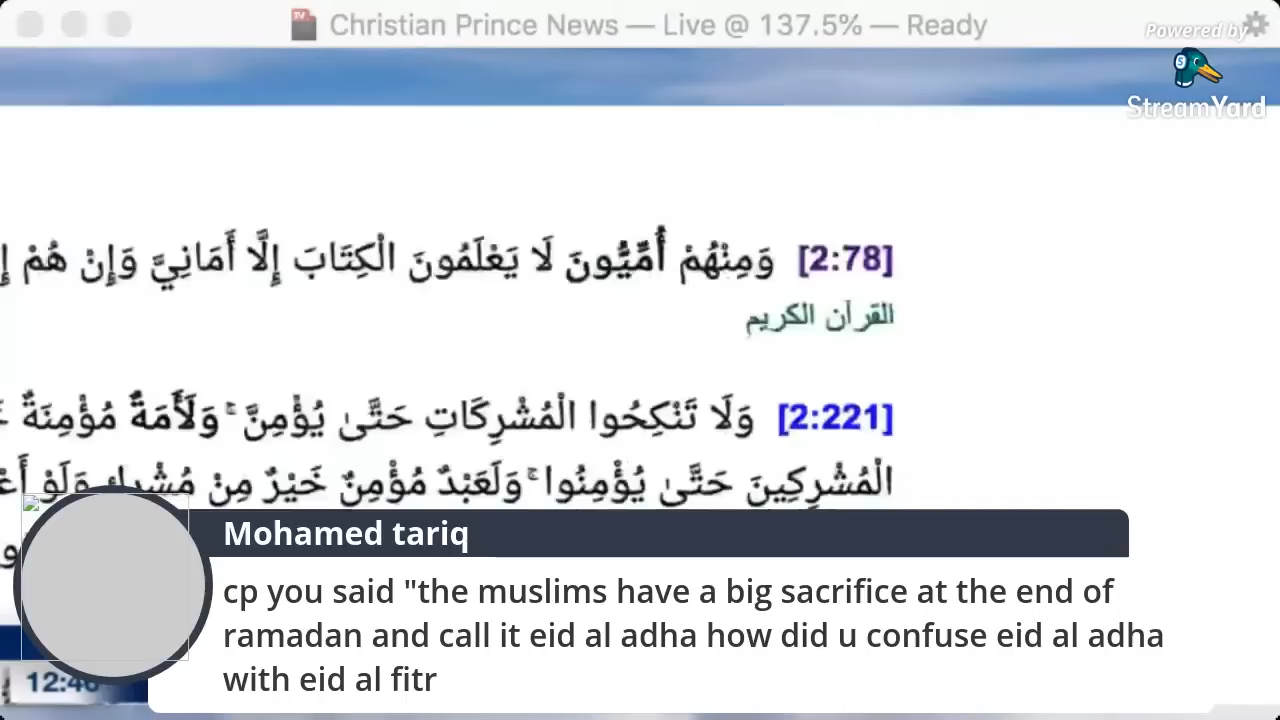 Christian Prince News — Live @ 137.5% — Ready
Powered by
StreamYard
[2:78] وَمِنْهُمْ أُمِّيُّونَ لَا يَعْلَمُونَ الْكِتَابَ إِلَّا أَمَانِيَّ وَإِنْ هُمْ
القرآن الكريم
[2:221] وَلَا تَنْكِحُوا الْمُشْرِكَاتِ حَتَّىٰ يُؤْمِنَّ ۚ وَلَأَمَةٌ مُؤْمِنَةٌ
الْمُشْرِكِينَ حَتَّىٰ يُؤْمِنُوا ۚ وَلَعَبْدٌ مُؤْمِنٌ خَيْرٌ مِنْ مُشْرِكٍ وَلَوْ
Mohamed tariq
cp you said "the muslims have a big sacrifice at the end of
ramadan and call it eid al adha how did u confuse eid al adha
with eid al fitr